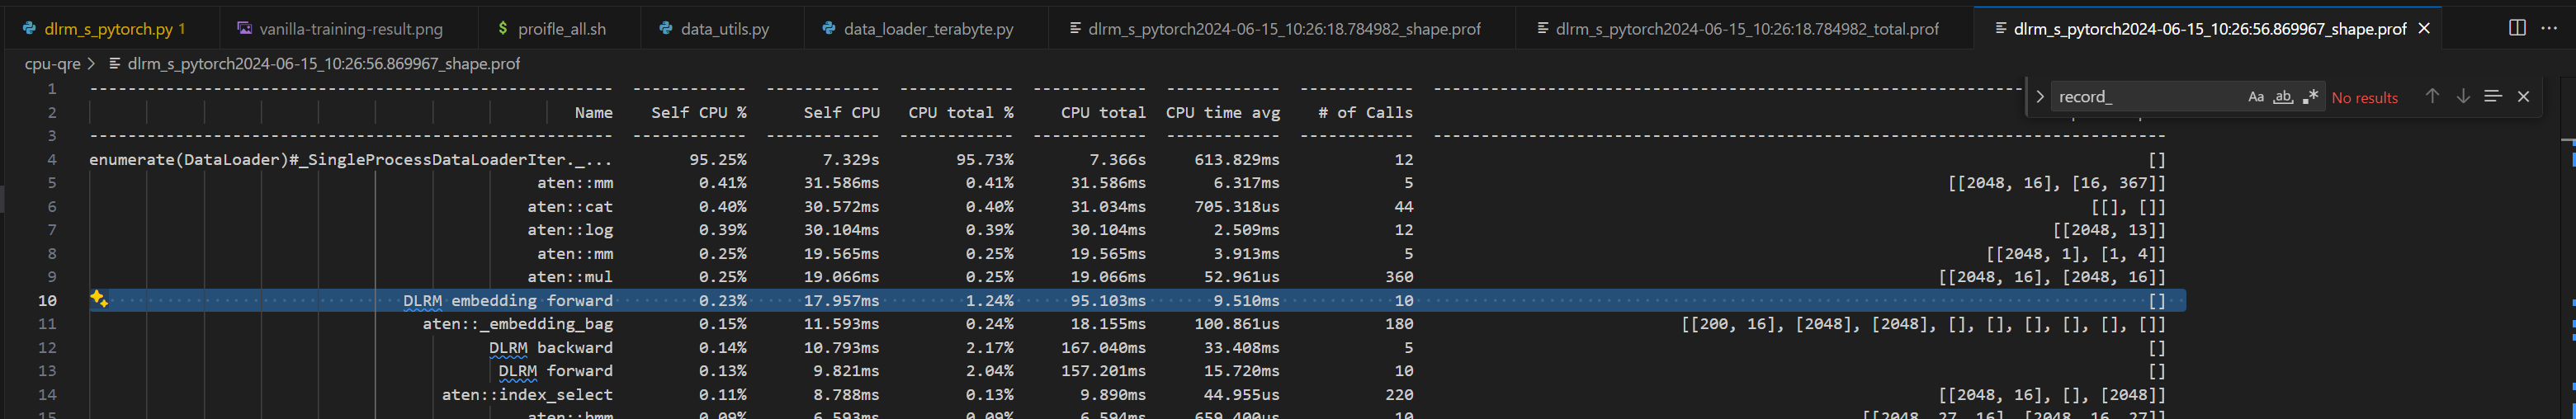 dlrm_s_pytorch.py 1 vanilla-training-result.png $ proifle_all.sh data_utils.py data_loader_terabyte.py dlrm_s_pytorch2024-06-15_10:26:18.784982_shape.prof dlrm_s_pytorch2024-06-15_10:26:18.784982_total.prof dlrm_s_pytorch2024-06-15_10:26:56.869967_shape.prof
cpu-qre > dlrm_s_pytorch2024-06-15_10:26:56.869967_shape.prof
record_ Aa ab .* No results
1 ------------------------------------------------------- ------------ ------------ ------------ ------------ ------------ ------------ --------------------------------------------------------------------------------
2 Name Self CPU % Self CPU CPU total % CPU total CPU time avg # of Calls
3 ------------------------------------------------------- ------------ ------------ ------------ ------------ ------------ ------------ --------------------------------------------------------------------------------
4 enumerate(DataLoader)#_SingleProcessDataLoaderIter._... 95.25% 7.329s 95.73% 7.366s 613.829ms 12 []
5 aten::mm 0.41% 31.586ms 0.41% 31.586ms 6.317ms 5 [[2048, 16], [16, 367]]
6 aten::cat 0.40% 30.572ms 0.40% 31.034ms 705.318us 44 [[], []]
7 aten::log 0.39% 30.104ms 0.39% 30.104ms 2.509ms 12 [[2048, 13]]
8 aten::mm 0.25% 19.565ms 0.25% 19.565ms 3.913ms 5 [[2048, 1], [1, 4]]
9 aten::mul 0.25% 19.066ms 0.25% 19.066ms 52.961us 360 [[2048, 16], [2048, 16]]
10 DLRM embedding forward 0.23% 17.957ms 1.24% 95.103ms 9.510ms 10 []
11 aten::_embedding_bag 0.15% 11.593ms 0.24% 18.155ms 100.861us 180 [[200, 16], [2048], [2048], [], [], [], [], [], []]
12 DLRM backward 0.14% 10.793ms 2.17% 167.040ms 33.408ms 5 []
13 DLRM forward 0.13% 9.821ms 2.04% 157.201ms 15.720ms 10 []
14 aten::index_select 0.11% 8.788ms 0.13% 9.890ms 44.955us 220 [[2048, 16], [], [2048]]
15 aten::bmm 0.09% 6.593ms 0.09% 6.594ms 659.400us 10 [[2048, 27, 16], [2048, 16, 27]]